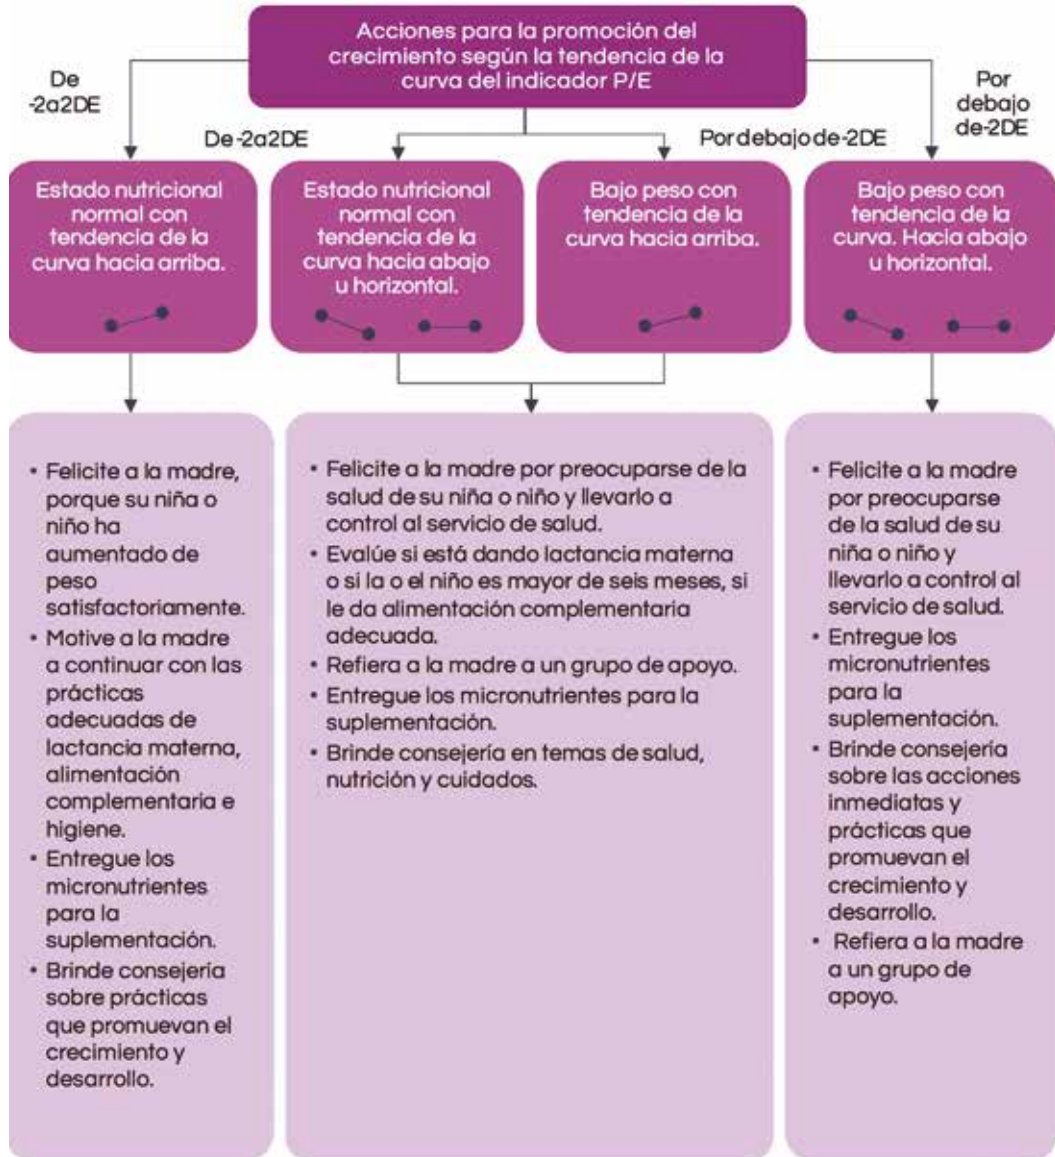 Acciones para la promoción del
crecimiento según la tendencia de la
curva del indicador P/E
De
-2a2DE
De -2a2DE
Por debajo de -2DE
Por
debajo
de-2DE
Estado nutricional
normal con
tendencia de la
curva hacia arriba.
Estado nutricional
normal con
tendencia de la
curva hacia abajo
u horizontal.
Bajo peso con
tendencia de la
curva hacia arriba.
Bajo peso con
tendencia de la
curva. Hacia abajo
u horizontal.
• Felicite a la madre,
porque su niña o
niño ha
aumentado de
peso
satisfactoriamente.
• Motive a la madre
a continuar con las
prácticas
adecuadas de
lactancia materna,
alimentación
complementaria e
higiene.
• Entregue los
micronutrientes
para la
suplementación.
• Brinde consejería
sobre prácticas
que promuevan el
crecimiento y
desarrollo.
• Felicite a la madre por preocuparse de la
salud de su niña o niño y llevarlo a
control al servicio de salud.
• Evalúe si está dando lactancia materna
o si la o el niño es mayor de seis meses, si
le da alimentación complementaria
adecuada.
• Refiera a la madre a un grupo de apoyo.
• Entregue los micronutrientes para la
suplementación.
• Brinde consejería en temas de salud,
nutrición y cuidados.
• Felicite a la madre
por preocuparse
de la salud de su
niña o niño y
llevarlo a control al
servicio de salud.
• Entregue los
micronutrientes
para la
suplementación.
• Brinde consejería
sobre las acciones
inmediatas y
prácticas que
promuevan el
crecimiento y
desarrollo.
• Refiera a la madre
a un grupo de
apoyo.